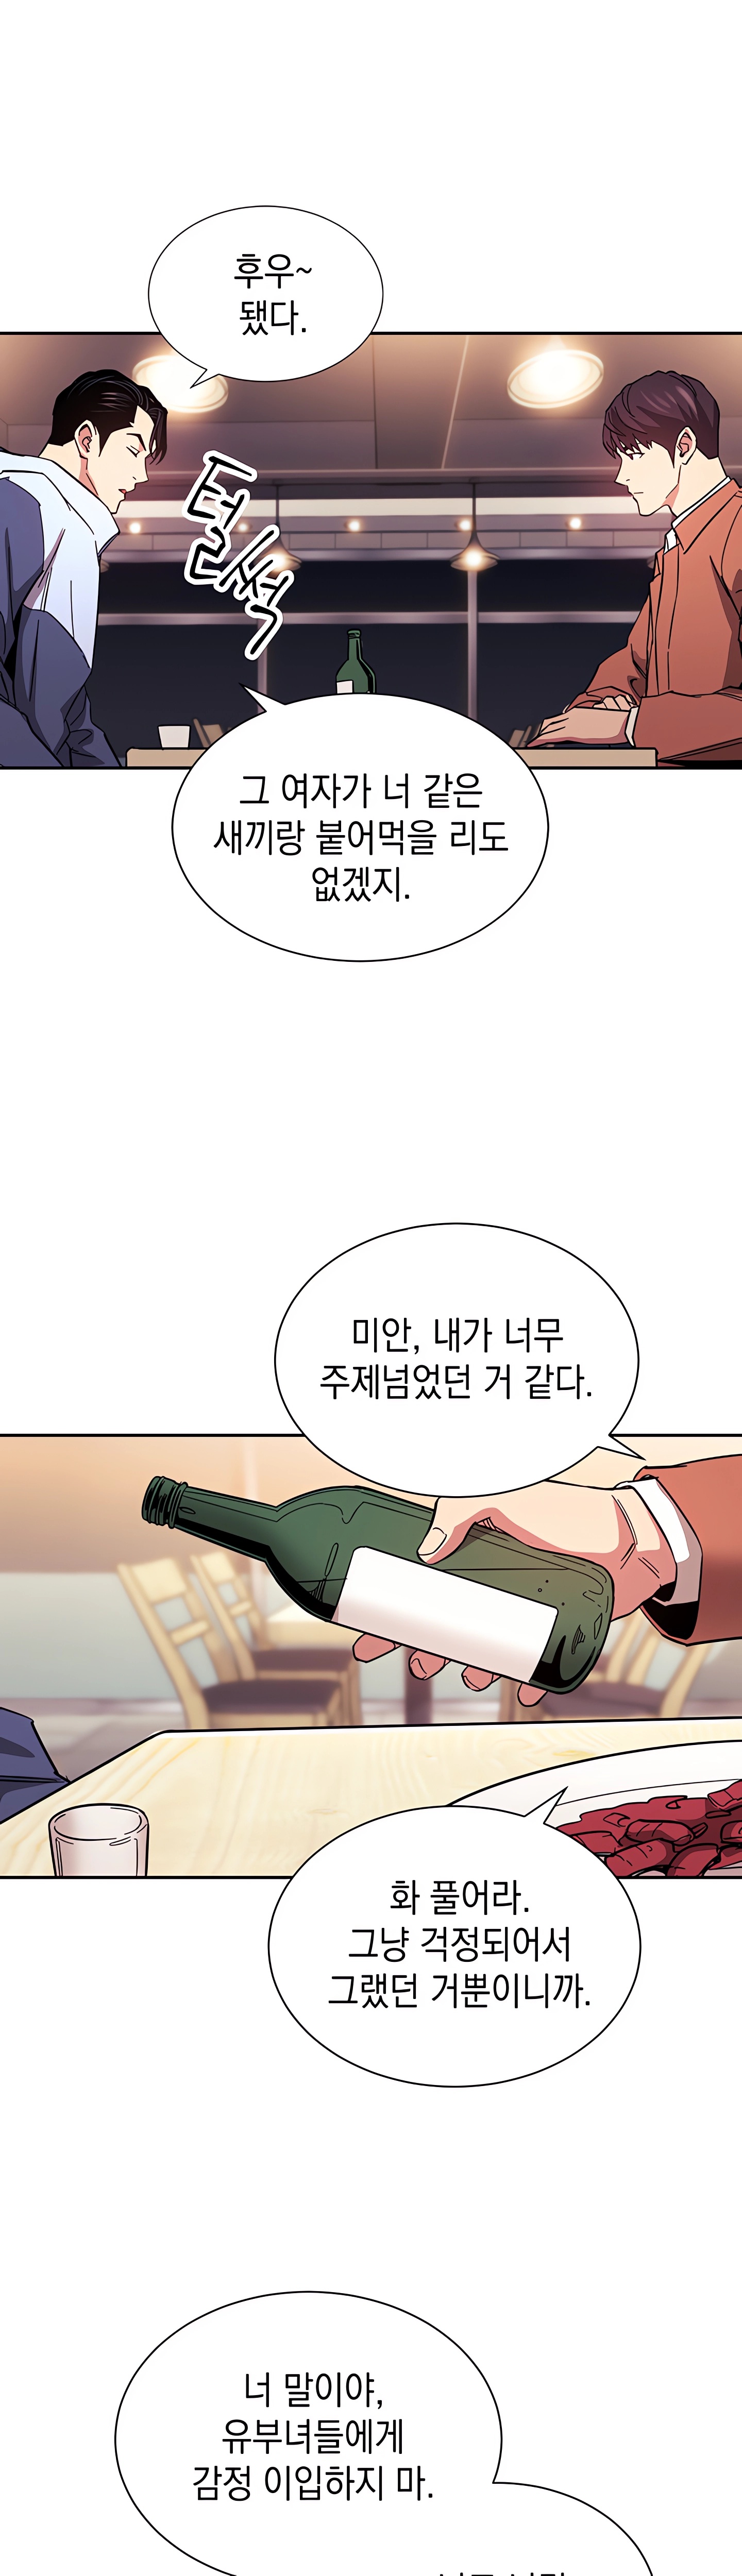 후우~
됐다.
털썩
그 여자가 너 같은
새끼랑 붙어먹을 리도
없겠지.
미안, 내가 너무
주제넘었던 거 같다.
화 풀어라.
그냥 걱정되어서
그랬던 거뿐이니까.
너 말이야,
유부녀들에게
감정 이입하지 마.